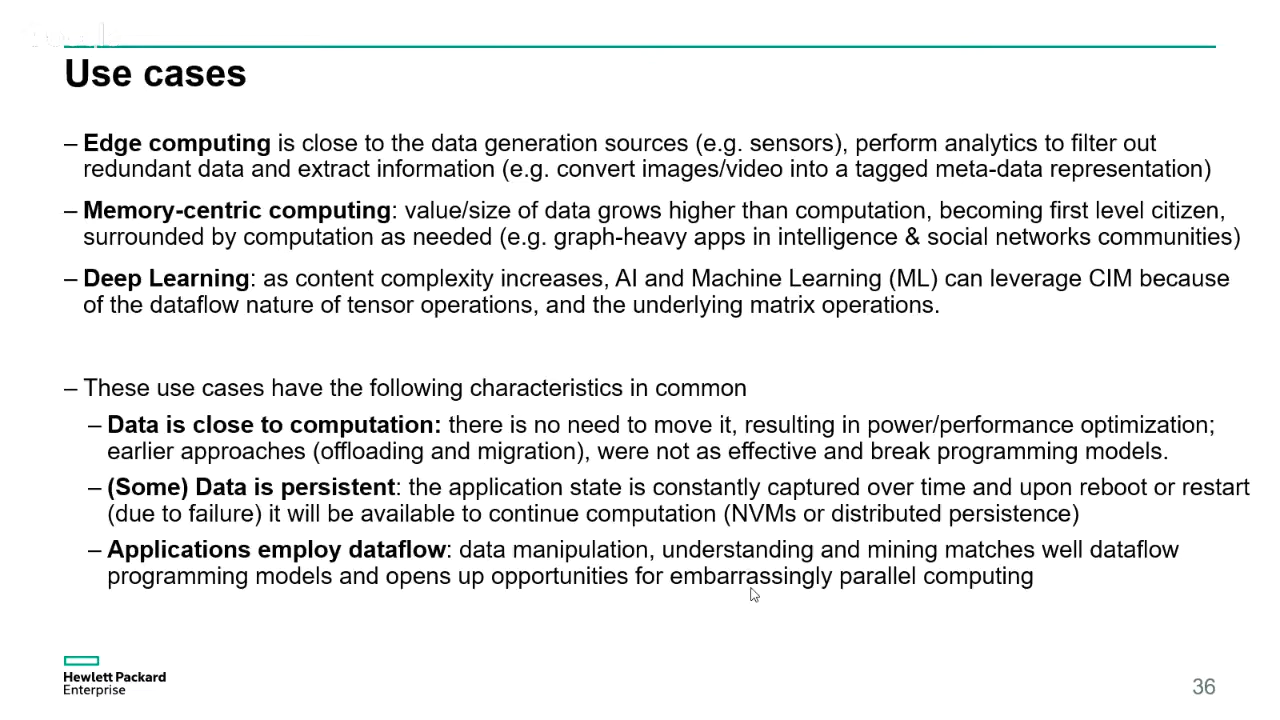 Use cases
– Edge computing is close to the data generation sources (e.g. sensors), perform analytics to filter out
redundant data and extract information (e.g. convert images/video into a tagged meta-data representation)
– Memory-centric computing: value/size of data grows higher than computation, becoming first level citizen,
surrounded by computation as needed (e.g. graph-heavy apps in intelligence & social networks communities)
– Deep Learning: as content complexity increases, AI and Machine Learning (ML) can leverage CIM because
of the dataflow nature of tensor operations, and the underlying matrix operations.
– These use cases have the following characteristics in common
– Data is close to computation: there is no need to move it, resulting in power/performance optimization;
earlier approaches (offloading and migration), were not as effective and break programming models.
– (Some) Data is persistent: the application state is constantly captured over time and upon reboot or restart
(due to failure) it will be available to continue computation (NVMs or distributed persistence)
– Applications employ dataflow: data manipulation, understanding and mining matches well dataflow
programming models and opens up opportunities for embarrassingly parallel computing
Hewlett Packard
Enterprise
36